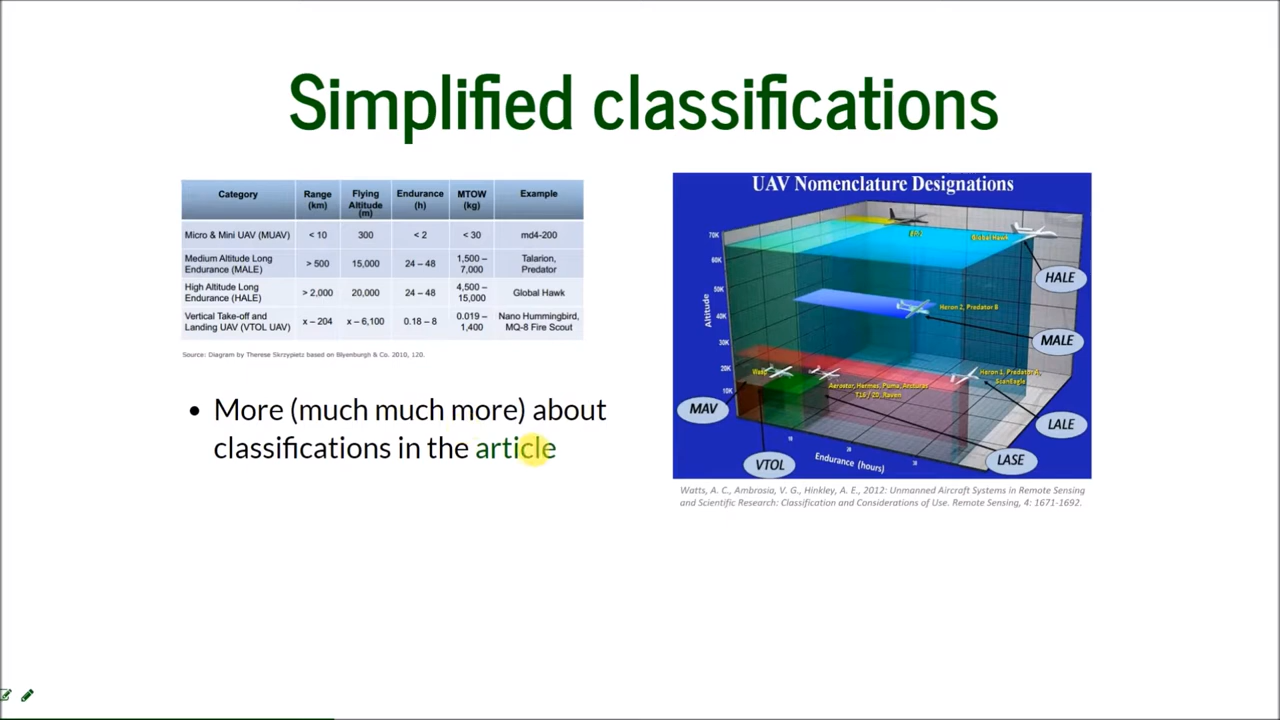 Simplified classifications
Category Range (km) Flying Altitude (m) Endurance (h) MTOW (kg) Example
Micro & Mini UAV (MUAV) < 10 300 < 2 < 30 md4-200
Medium Altitude Long Endurance (MALE) > 500 15,000 24 – 48 1,500 – 7,000 Talarion, Predator
High Altitude Long Endurance (HALE) > 2,000 20,000 24 – 48 4,500 – 15,000 Global Hawk
Vertical Take-off and Landing UAV (VTOL UAV) x – 204 x – 6,100 0.18 – 8 0.019 – 1,400 Nano Hummingbird, MQ-8 Fire Scout
Source: Diagram by Therese Skrzypietz based on Blyenburgh & Co. 2010, 120.
• More (much much more) about
classifications in the article
UAV Nomenclature Designations
Global Hawk
HALE
70K
60K
50K
40K
30K
20K
10K
Altitude
Heron 2, Predator B
MALE
Wasp
Aerostar, Hermes, Puma, Arcturus
T16 / 20, Raven
Heron 1, Predator A,
ScanEagle
MAV
LALE
VTOL
LASE
10
20
30
Endurance (hours)
Watts, A. C., Ambrosia, V. G., Hinkley, A. E., 2012: Unmanned Aircraft Systems in Remote Sensing
and Scientific Research: Classification and Considerations of Use. Remote Sensing, 4: 1671-1692.